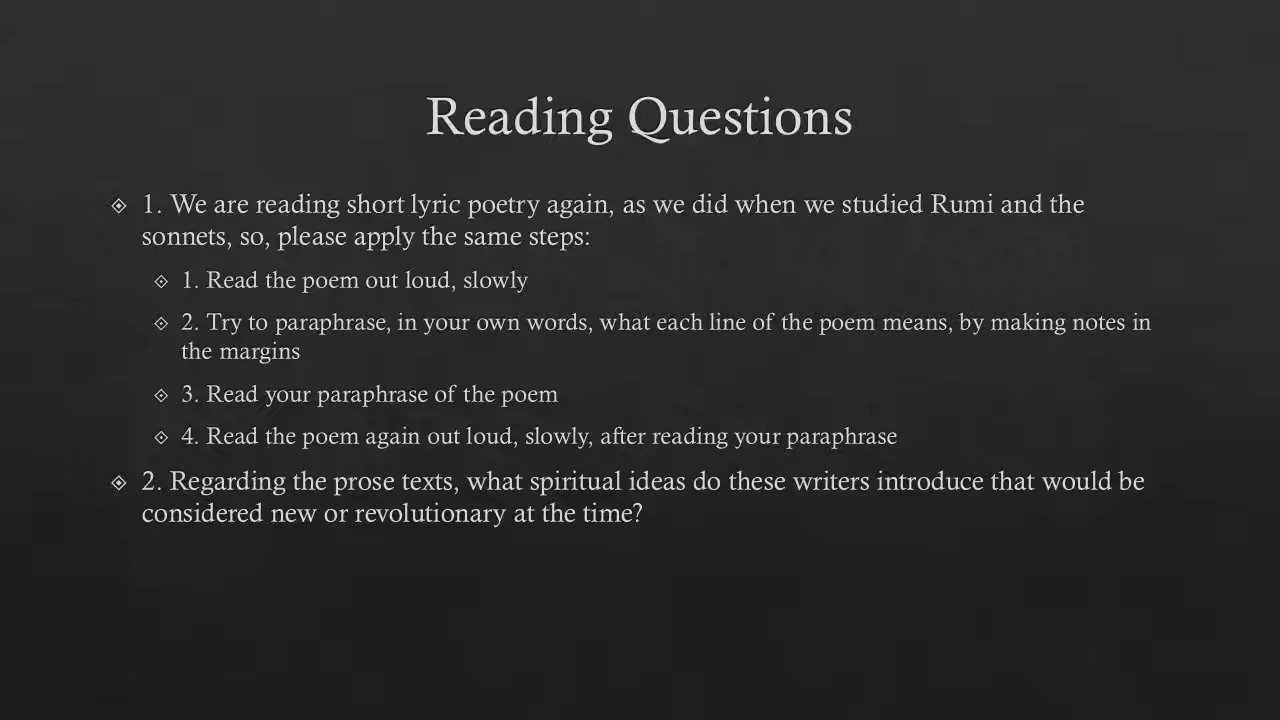 Reading Questions
1. We are reading short lyric poetry again, as we did when we studied Rumi and the
sonnets, so, please apply the same steps:
1. Read the poem out loud, slowly
2. Try to paraphrase, in your own words, what each line of the poem means, by making notes in
the margins
3. Read your paraphrase of the poem
4. Read the poem again out loud, slowly, after reading your paraphrase
2. Regarding the prose texts, what spiritual ideas do these writers introduce that would be
considered new or revolutionary at the time?